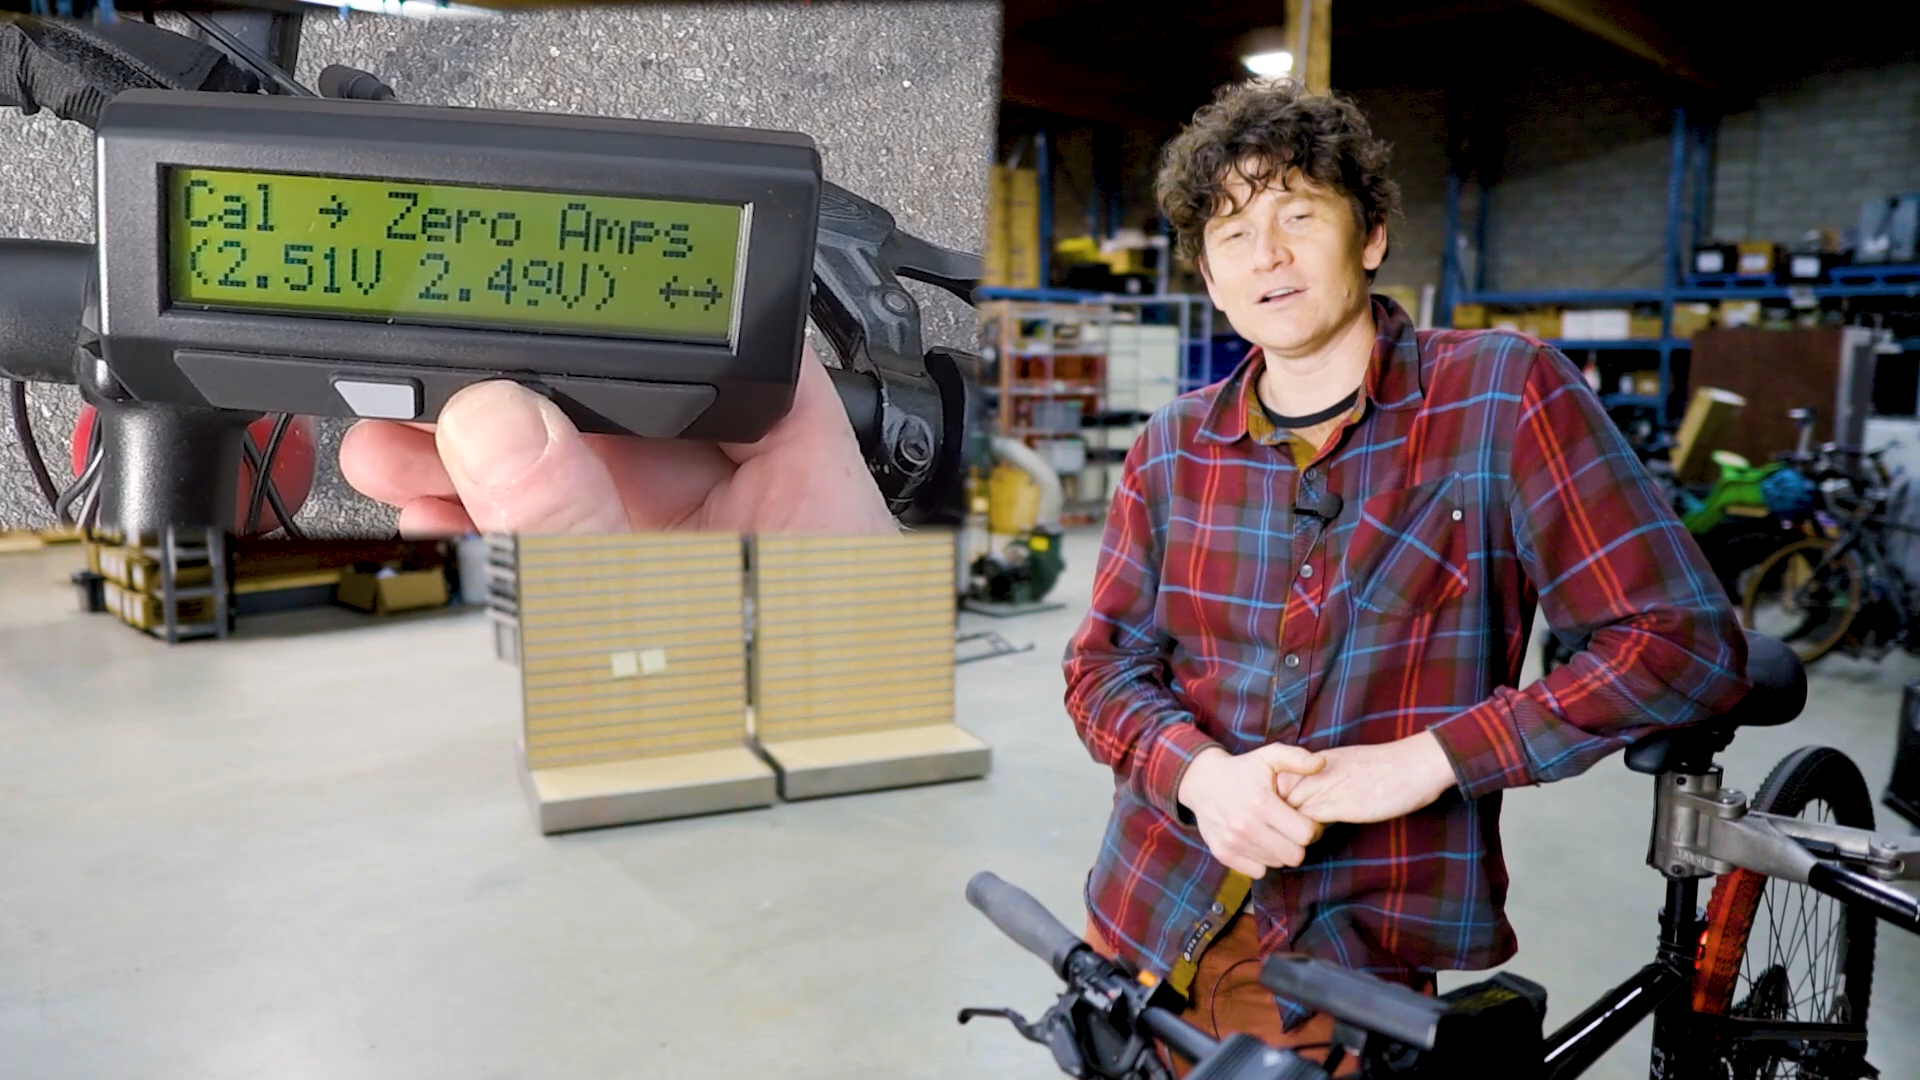 Cal → Zero Amps
(2.51V 2.49V) ↔